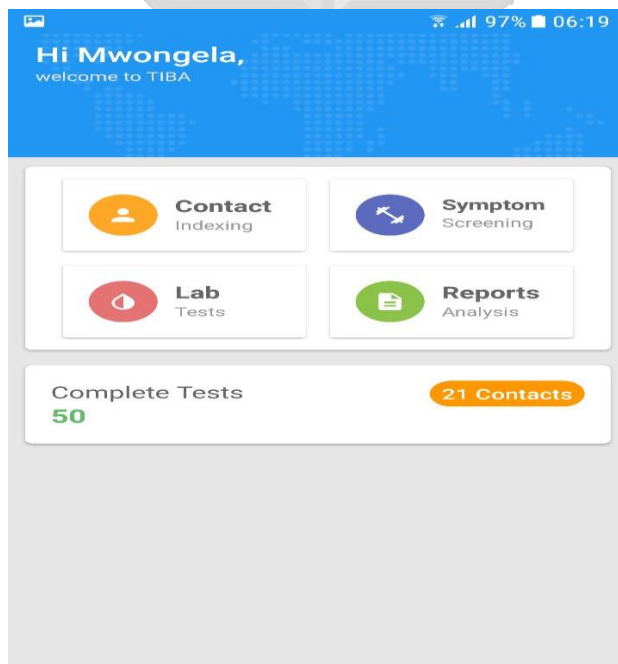 97% 06:19
Hi Mwongela,
welcome to TIBA
Contact
Indexing
Symptom
Screening
Lab
Tests
Reports
Analysis
Complete Tests
21 Contacts
50